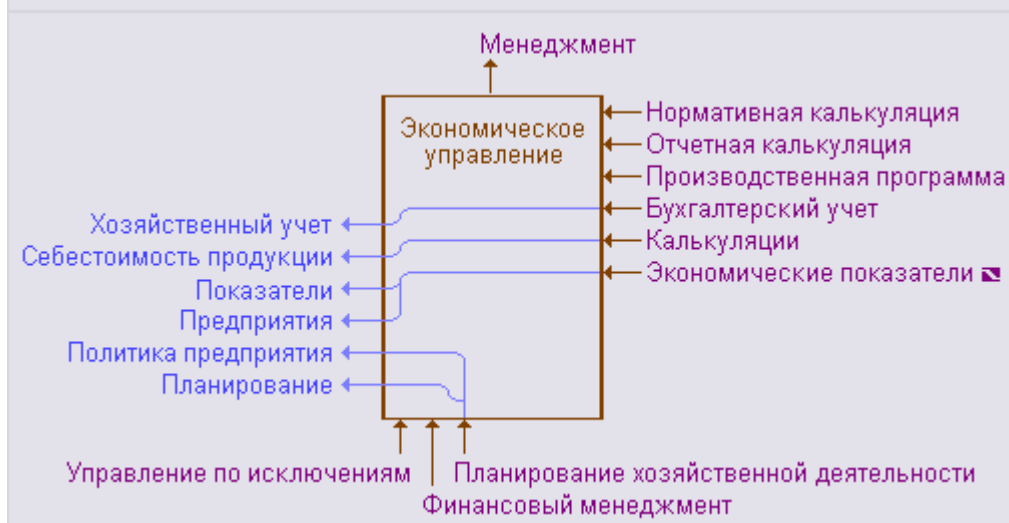 Менеджмент
Экономическое
управление
Нормативная калькуляция
Отчетная калькуляция
Производственная программа
Бухгалтерский учет
Хозяйственный учет
Калькуляции
Себестоимость продукции
Экономические показатели
Показатели
Предприятия
Политика предприятия
Планирование
Управление по исключениям
Планирование хозяйственной деятельности
Финансовый менеджмент